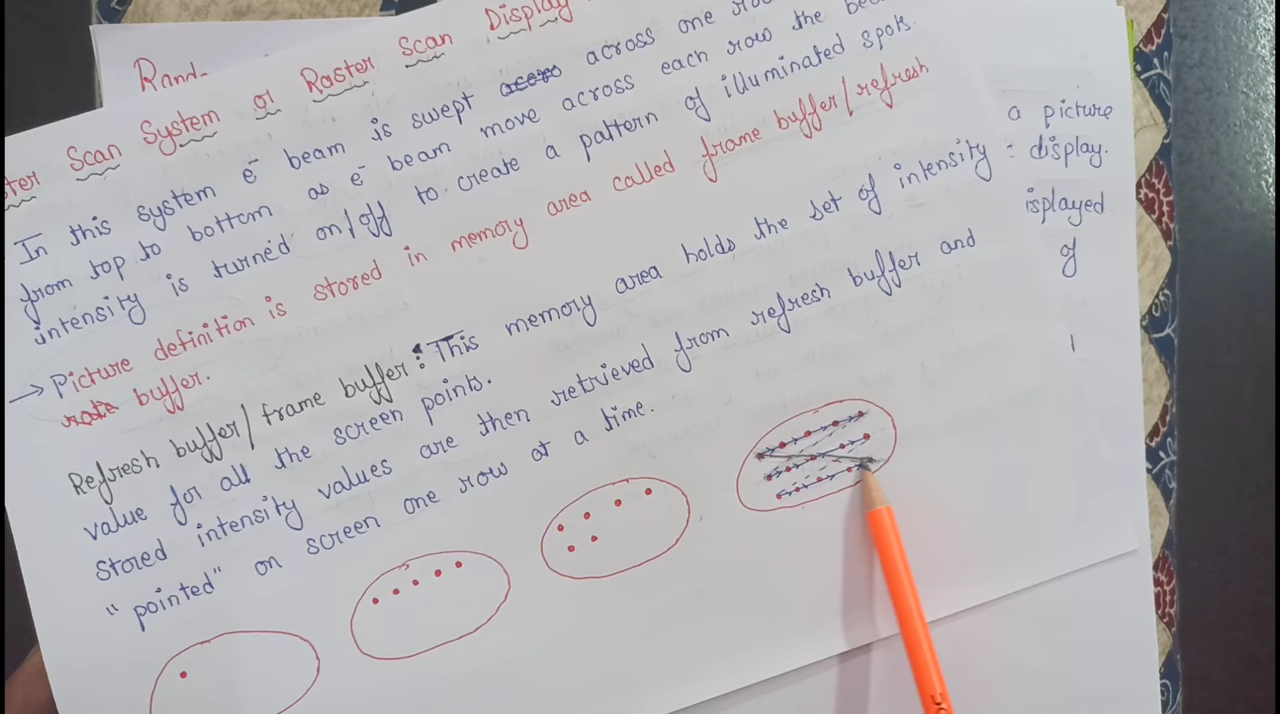 Scan System or Raster Scan Display
In this system e⁻ beam is swept across one
from top to bottom as e⁻ beam move across each row the
intensity is turned on/off to create a pattern of illuminated spots
→ Picture definition is stored in memory area called frame buffer/refresh
buffer.
Refresh buffer/frame buffer: This memory area holds the set of intensity
value for all the screen points.
stored intensity values are then retrieved from refresh buffer and
"pointed" on screen one row at a time.
a picture
display.
isplayed
of